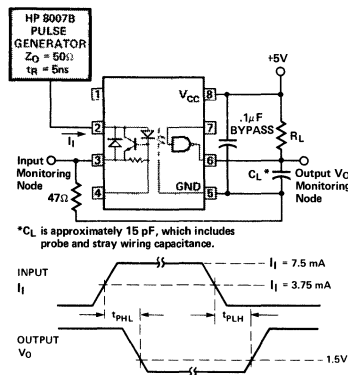 HP 8007B
PULSE
GENERATOR
Z_O = 50Ω
t_R = 5ns
+5V
1
V_CC
8
.1μF
BYPASS
R_L
2
7
I_I
Input
Monitoring
Node
3
6
C_L*
Output V_O
Monitoring
Node
47Ω
4
GND
5
*C_L is approximately 15 pF, which includes
probe and stray wiring capacitance.
INPUT
I_I
I_I = 7.5 mA
I_I = 3.75 mA
t_PHL
t_PLH
OUTPUT
V_O
1.5V